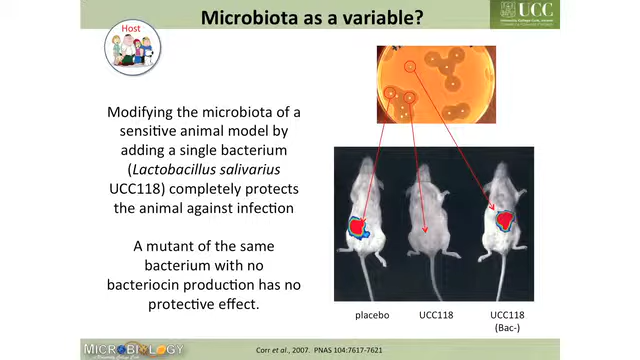 Microbiota as a variable?
UCC
Host
Modifying the microbiota of a
sensitive animal model by
adding a single bacterium
(Lactobacillus salivarius
UCC118) completely protects
the animal against infection
A mutant of the same
bacterium with no
bacteriocin production has no
protective effect.
placebo
UCC118
UCC118
(Bac-)
MICROBIOLOGY
Corr et al., 2007. PNAS 104:7617-7621